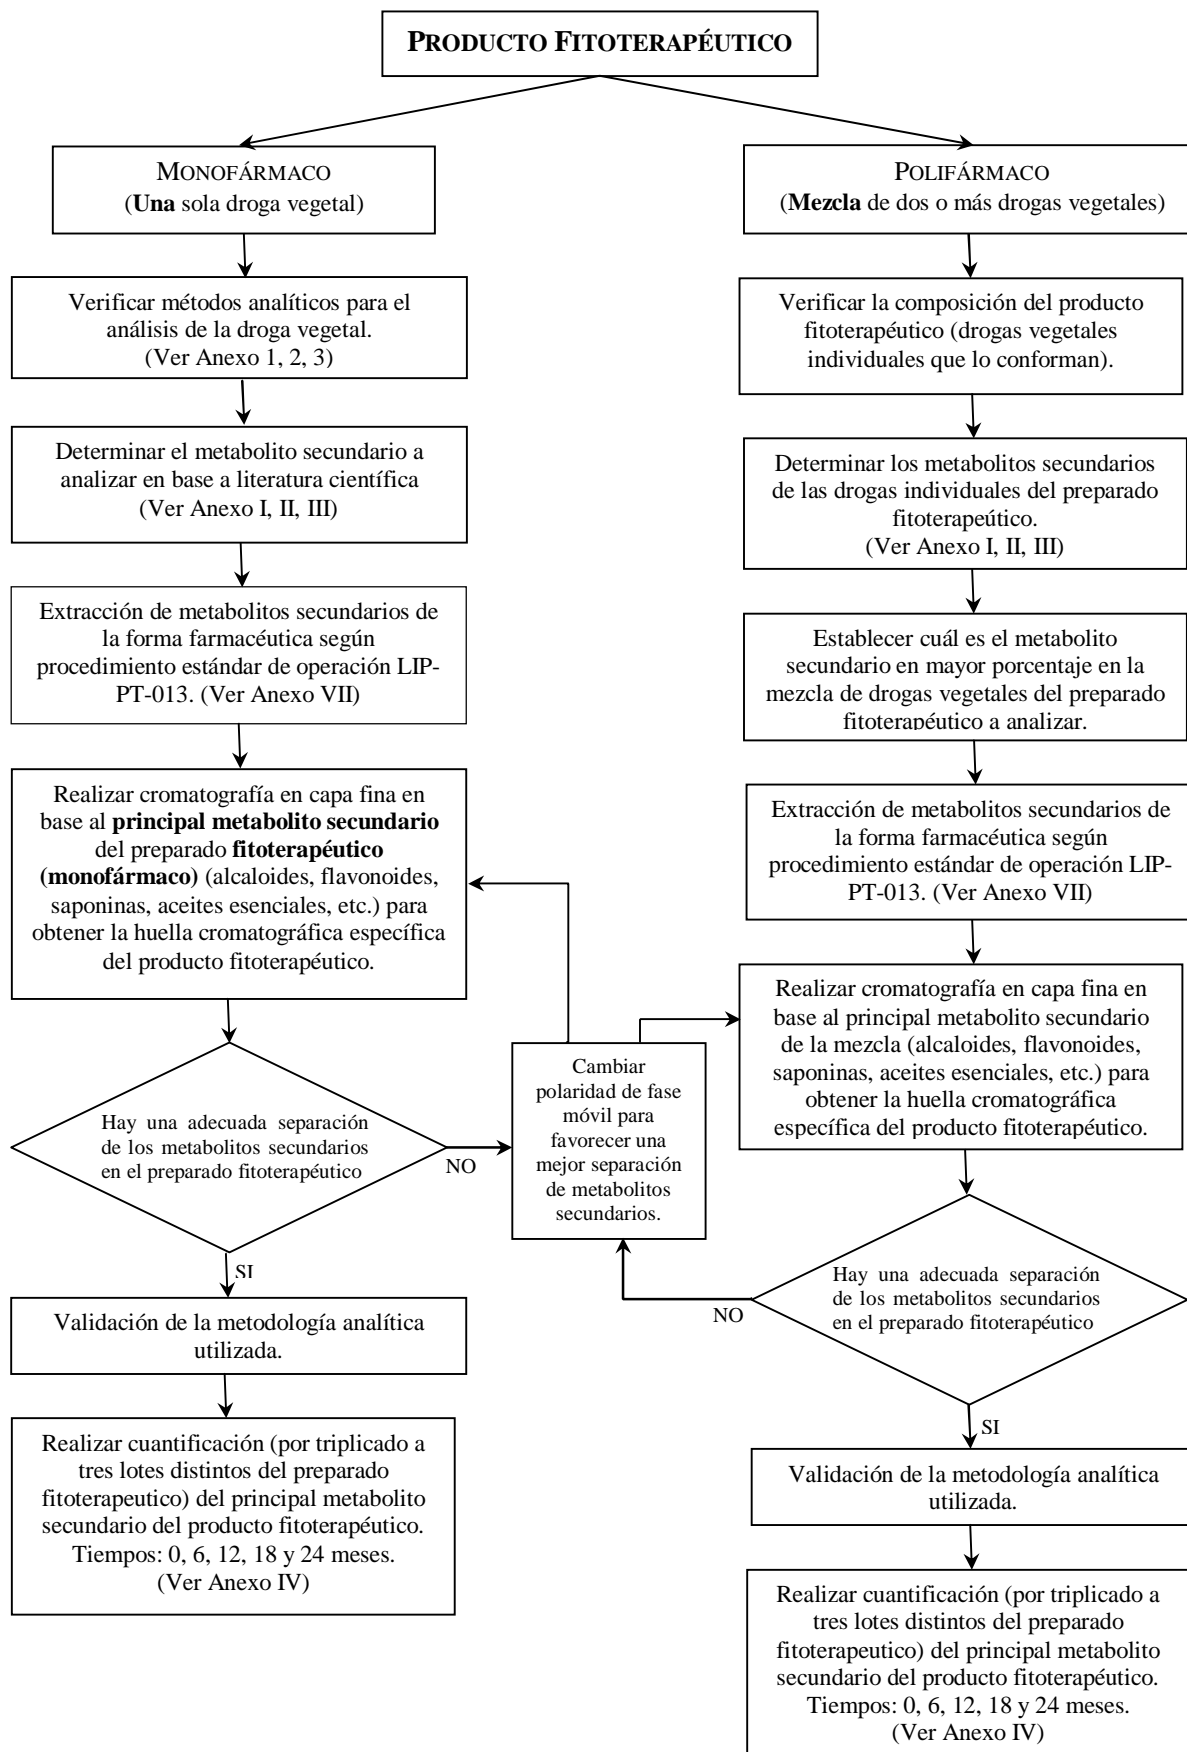 PRODUCTO FITOTERAPÉUTICO
MONOFÁRMACO
(Una sola droga vegetal)
Verificar métodos analíticos para el
análisis de la droga vegetal.
(Ver Anexo 1, 2, 3)
Determinar el metabolito secundario a
analizar en base a literatura científica
(Ver Anexo I, II, III)
Extracción de metabolitos secundarios de
la forma farmacéutica según
procedimiento estándar de operación LIP-
PT-013. (Ver Anexo VII)
Realizar cromatografía en capa fina en
base al principal metabolito secundario
del preparado fitoterapéutico
(monofármaco) (alcaloides, flavonoides,
saponinas, aceites esenciales, etc.) para
obtener la huella cromatográfica específica
del producto fitoterapéutico.
Hay una adecuada separación
de los metabolitos secundarios
en el preparado fitoterapéutico
NO
SI
Validación de la metodología analítica
utilizada.
Realizar cuantificación (por triplicado a
tres lotes distintos del preparado
fitoterapeutico) del principal metabolito
secundario del producto fitoterapéutico.
Tiempos: 0, 6, 12, 18 y 24 meses.
(Ver Anexo IV)
Cambiar
polaridad de fase
móvil para
favorecer una
mejor separación
de metabolitos
secundarios.
POLIFÁRMACO
(Mezcla de dos o más drogas vegetales)
Verificar la composición del producto
fitoterapéutico (drogas vegetales
individuales que lo conforman).
Determinar los metabolitos secundarios
de las drogas individuales del preparado
fitoterapeútico.
(Ver Anexo I, II, III)
Establecer cuál es el metabolito
secundario en mayor porcentaje en la
mezcla de drogas vegetales del preparado
fitoterapéutico a analizar.
Extracción de metabolitos secundarios de
la forma farmacéutica según
procedimiento estándar de operación LIP-
PT-013. (Ver Anexo VII)
Realizar cromatografía en capa fina en
base al principal metabolito secundario
de la mezcla (alcaloides, flavonoides,
saponinas, aceites esenciales, etc.) para
obtener la huella cromatográfica
específica del producto fitoterapéutico.
Hay una adecuada separación
de los metabolitos secundarios
en el preparado fitoterapéutico
NO
SI
Validación de la metodología analítica
utilizada.
Realizar cuantificación (por triplicado a
tres lotes distintos del preparado
fitoterapeutico) del principal metabolito
secundario del producto fitoterapéutico.
Tiempos: 0, 6, 12, 18 y 24 meses.
(Ver Anexo IV)